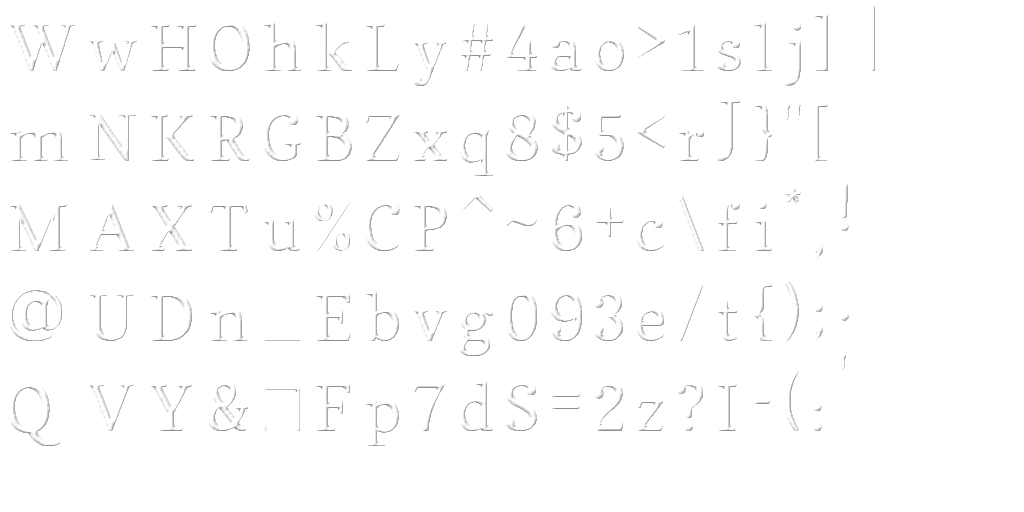 W w H O h k L y # 4 a o > 1 s l j ] |
m N K R G B Z x q 8 $ 5 < r J } " [
M A X T u % C P ^ ~ 6 + c \ f i * , !
@ U D n _ E b v g 0 9 3 e / t { ) ; .
Q V Y & F p 7 d S = 2 z ? I - ( : '